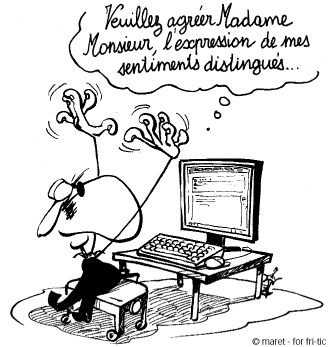 Veuillez agréer Madame
Monsieur, l'expression de mes
sentiments distingués...
© maret - for fri-tic